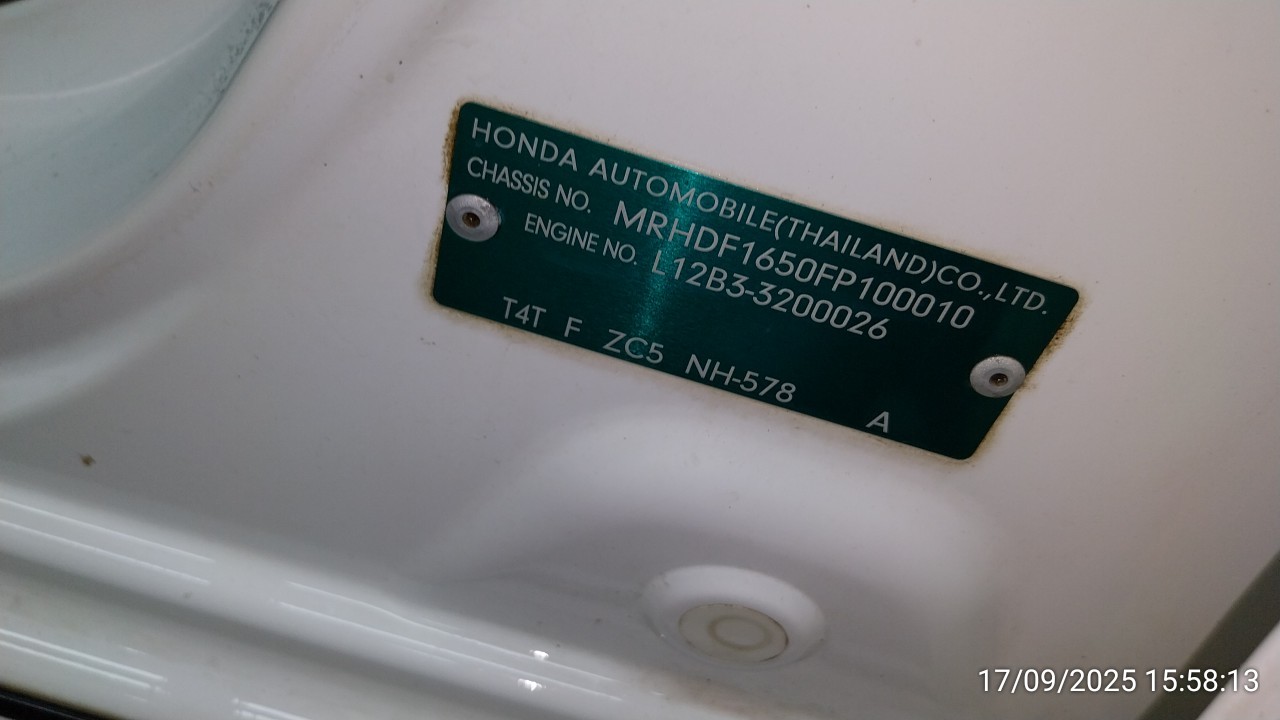 HONDA AUTOMOBILE(THAILAND)CO.,LTD.
CHASSIS NO. MRHDF1650FP100010
ENGINE NO. L12B3-3200026
T4T F ZC5 NH-578 A
17/09/2025 15:58:13